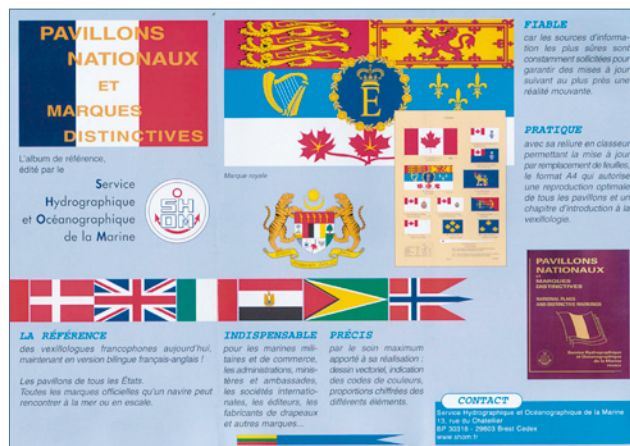 PAVILLONS
NATIONAUX
ET
MARQUES
DISTINCTIVES
L'album de référence,
édité par le
Service
Hydrographique
et Océanographique
de la Marine
SHOM
Marque royale
E
FIABLE
car les sources d'informa-
tion les plus sûres sont
constamment sollicitées pour
garantir des mises à jour
suivant au plus près une
réalité mouvante.
PRATIQUE
avec sa reliure en classeur
permettant la mise à jour
par remplacement de feuilles,
le format A4 qui autorise
une reproduction optimale
de tous les pavillons et un
chapitre d'introduction à la
vexillologie.
PAVILLONS
NATIONAUX
ET
MARQUES
DISTINCTIVES
NATIONAL FLAGS
AND DISTINCTIVE MARKINGS
Service Hydrographique
et Océanographique
de la Marine
LA RÉFÉRENCE
des vexillologues francophones aujourd'hui,
maintenant en version bilingue français-anglais !
Les pavillons de tous les États.
Toutes les marques officielles qu'un navire peut
rencontrer à la mer ou en escale.
INDISPENSABLE
pour les marines mili-
taires et de commerce,
les administrations, minis-
tères et ambassades,
les sociétés internatio-
nales, les éditeurs, les
fabricants de drapeaux
et autres marques...
PRÉCIS
par le soin maximum
apporté à sa réalisation :
dessin vectoriel, indication
des codes de couleurs,
proportions chiffrées des
différents éléments.
CONTACT
Service Hydrographique et Océanographique de la Marine
13, rue du Chatellier
BP 30316 - 29603 Brest Cedex
www.shom.fr